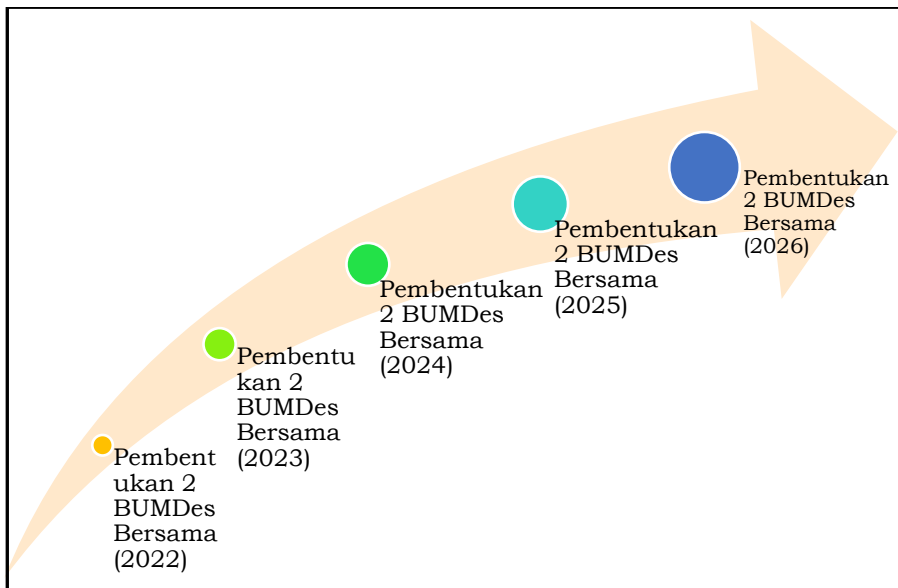 Pembent
ukan 2
BUMDes
Bersama
(2022)
Pembentu
kan 2
BUMDes
Bersama
(2023)
Pembentukan
2 BUMDes
Bersama
(2024)
Pembentukan
2 BUMDes
Bersama
(2025)
Pembentukan
2 BUMDes
Bersama
(2026)